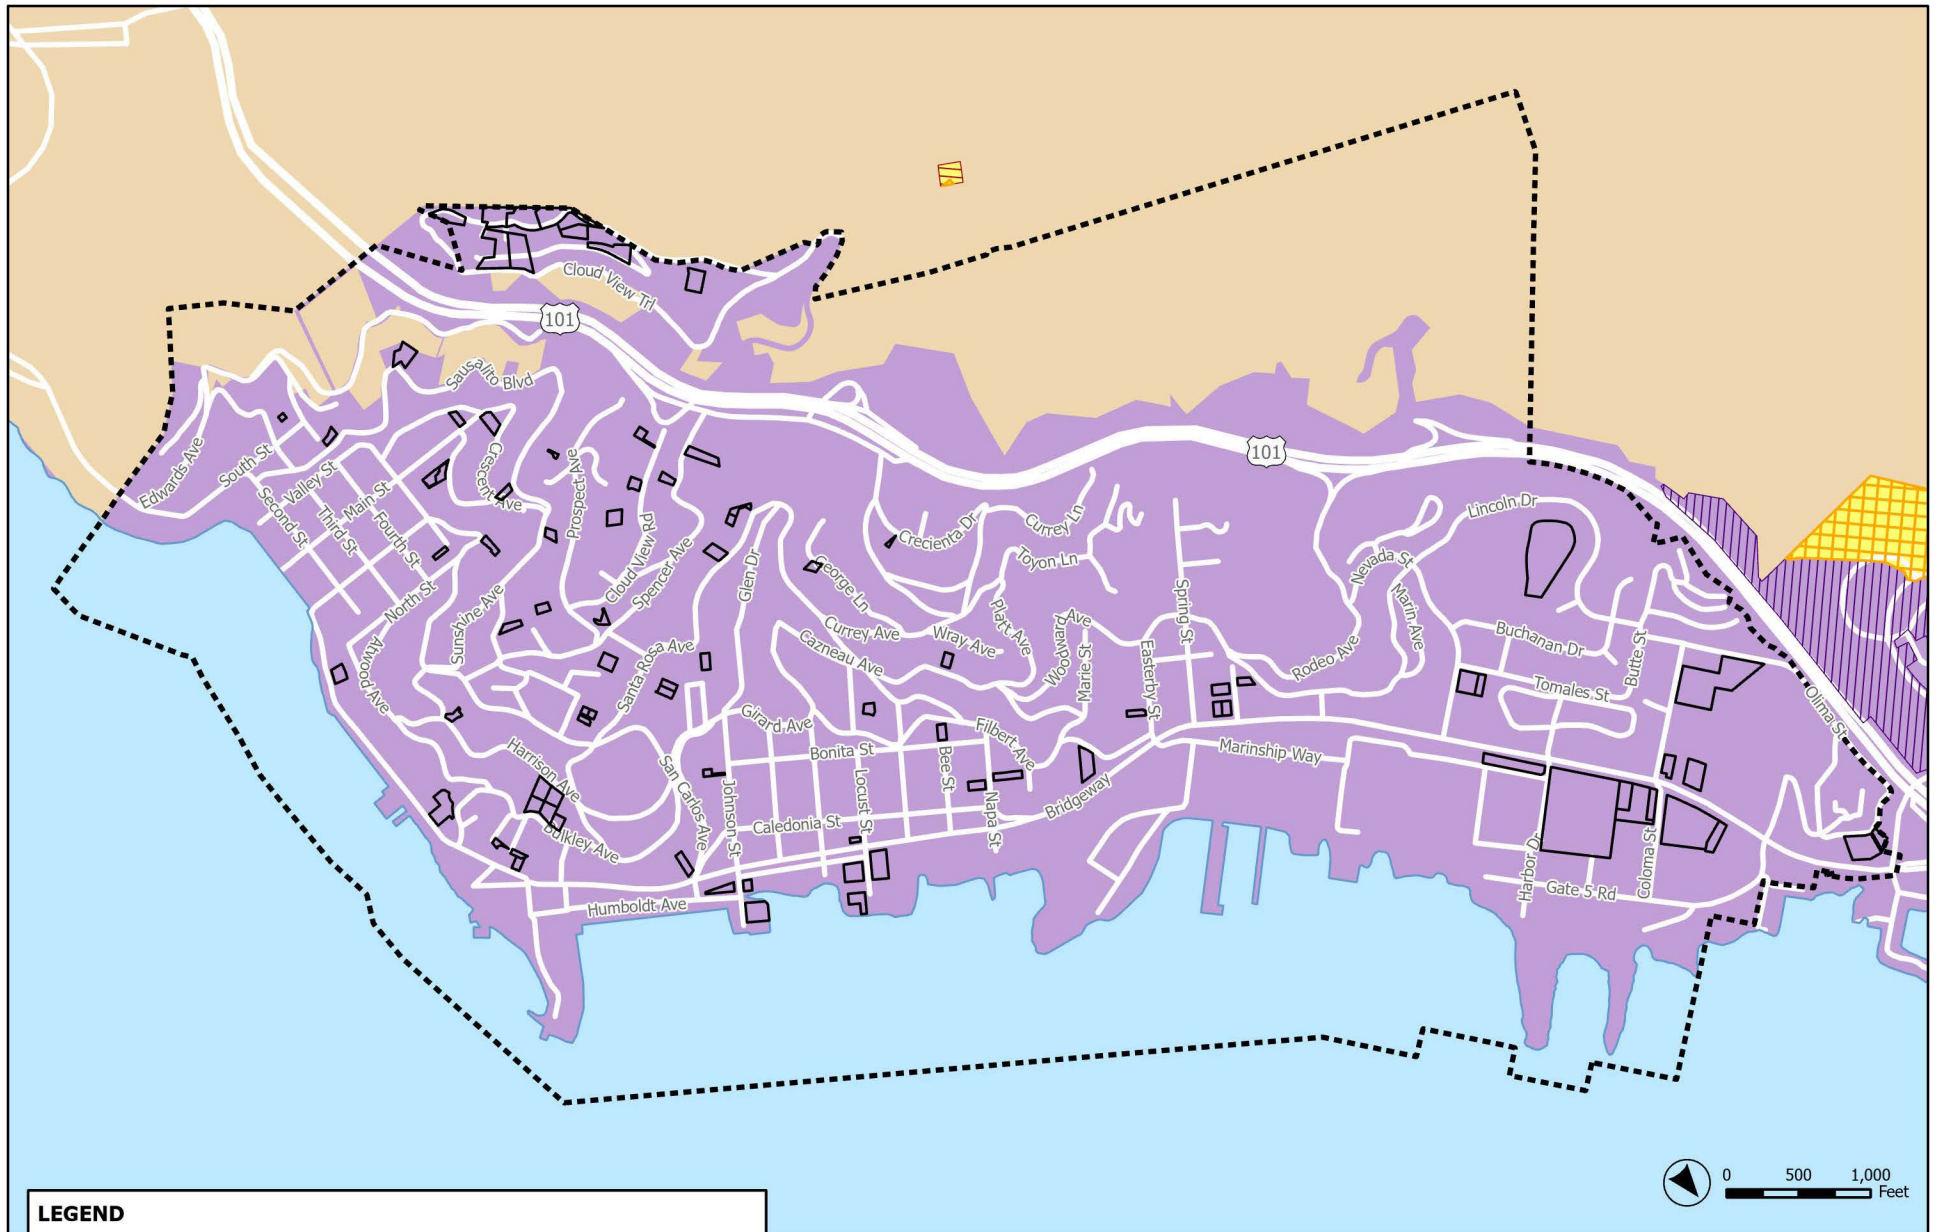 Cloud View Trl
101
Sausalito Blvd
101
Edwards Ave
South St
Valley St
Main St
Second St
Third St
Fourth St
Crescent Ave
Prospect Ave
Cloud View Rd
Spencer Ave
North St
Atwood Ave
Sunshine Ave
Santa Rosa Ave
Glen Dr
George Ln
Crecienta Dr
Currey Ln
Toyon Ln
Currey Ave
Cazneau Ave
Wray Ave
Platt Ave
Woodward Ave
Marie St
Easterby St
Spring St
Rodeo Ave
Nevada St
Marin Ave
Lincoln Dr
Buchanan Dr
Butte St
Tomales St
Olima St
Girard Ave
Bonita St
Filbert Ave
Bee St
Locust St
Napa St
Bridgeway
Marinship Way
Harrison Ave
San Carlos Ave
Johnson St
Caledonia St
Bulkley Ave
Humboldt Ave
Harbor Dr
Coloma St
Gate 5 Rd
0 500 1,000
Feet
LEGEND